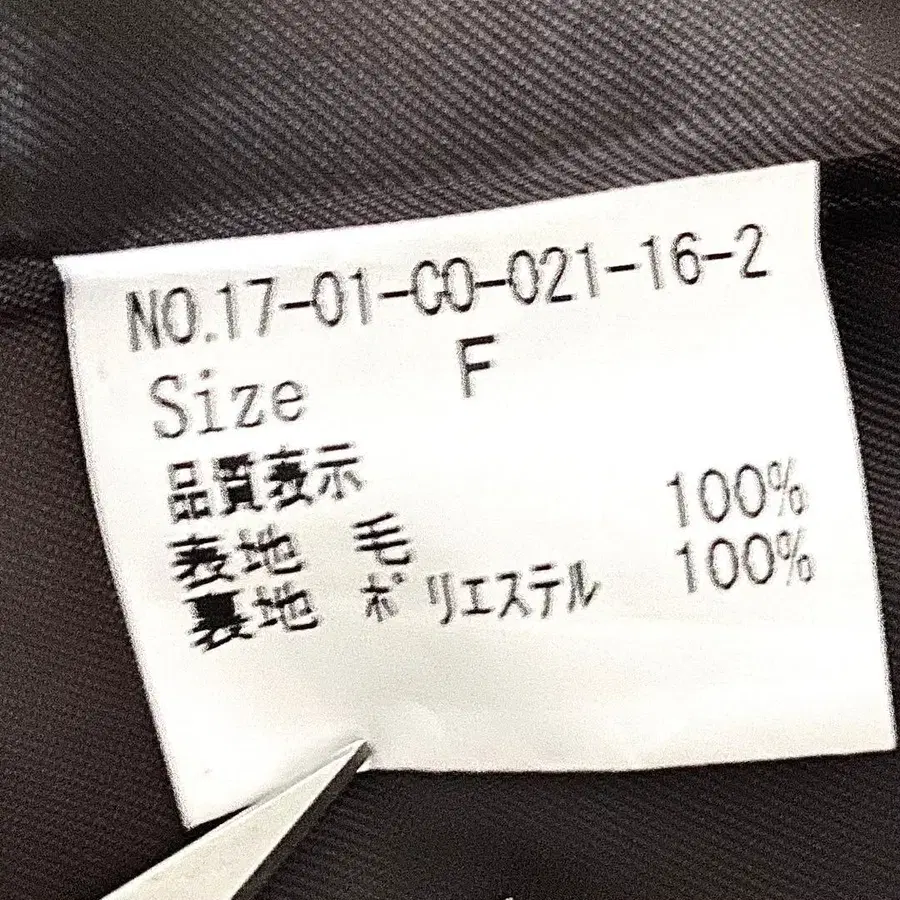 NO.17-01-CO-021-16-2
Size F
品質表示
表地 毛 100%
裏地 ポリエステル 100%